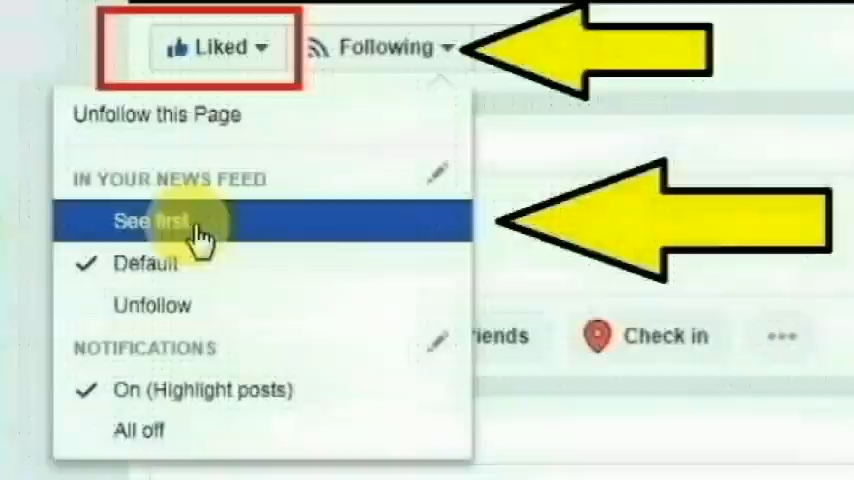 Liked Following
Unfollow this Page
IN YOUR NEWS FEED
See first
Default
Unfollow
NOTIFICATIONS
riends Check in
On (Highlight posts)
All off